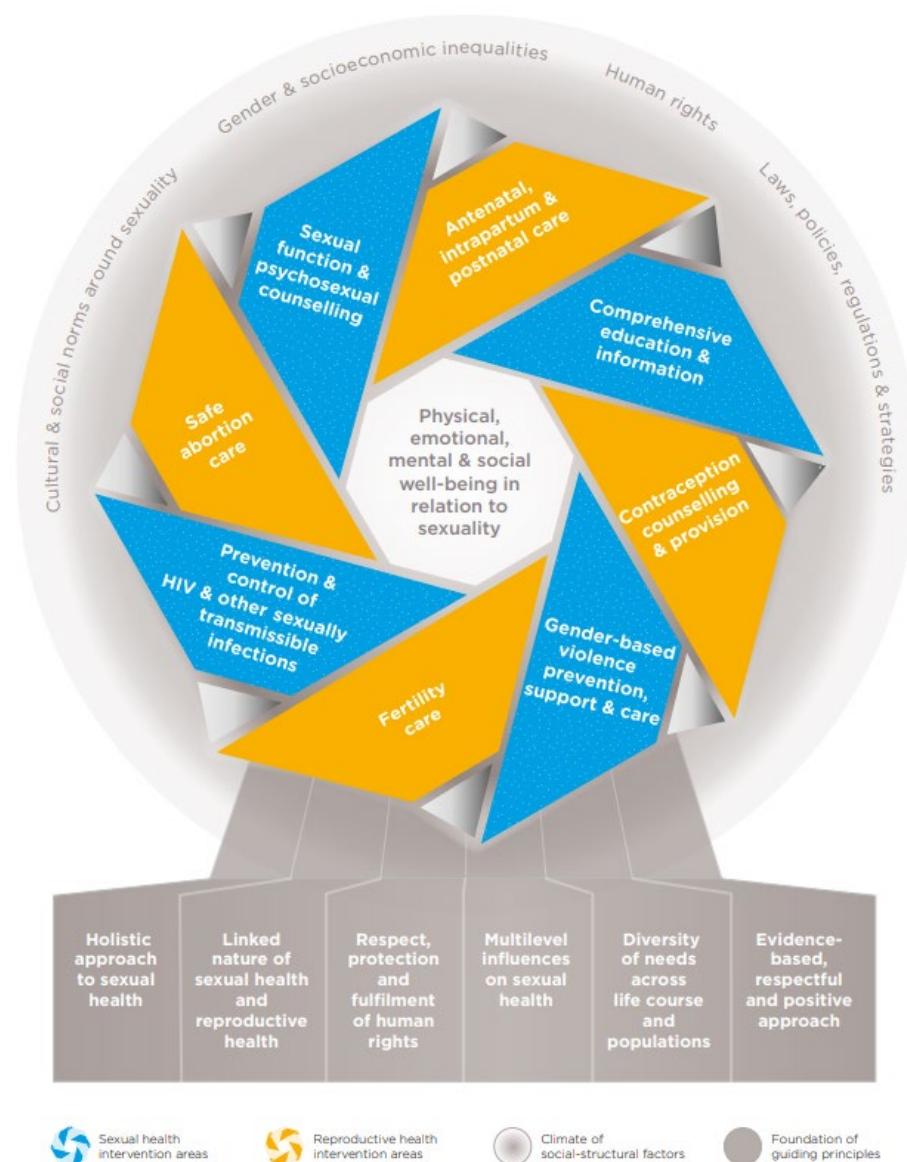 Cultural & social norms around sexuality
Gender & socioeconomic inequalities
Human rights
Laws, policies, regulations & strategies
Sexual
function &
psychosexual
counselling
Antenatal,
intrapartum &
postnatal care
Comprehensive
education &
information
Safe
abortion
care
Physical,
emotional,
mental & social
well-being in
relation to
sexuality
Contraception
counselling
& provision
Prevention &
control of
HIV & other sexually
transmissible
infections
Fertility
care
Gender-based
violence
prevention,
support & care
Holistic
approach
to sexual
health
Linked
nature of
sexual health
and
reproductive
health
Respect,
protection
and
fulfilment
of human
rights
Multilevel
influences
on sexual
health
Diversity
of needs
across
life course
and
populations
Evidence-
based,
respectful
and positive
approach
Sexual health
intervention areas
Reproductive health
intervention areas
Climate of
social-structural factors
Foundation of
guiding principles